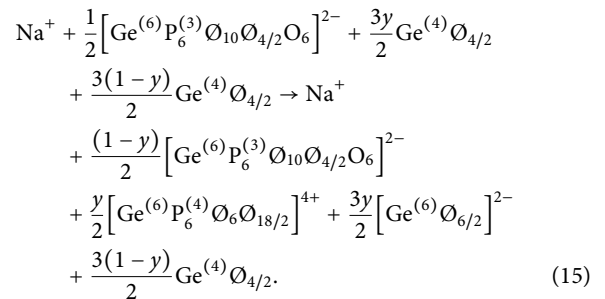 Na⁺ + 1/2[Ge⁽⁶⁾P₆⁽³⁾Ø₁₀Ø₄/₂O₆]²⁻ + 3y/2 Ge⁽⁴⁾Ø₄/₂
+ 3(1 − y)/2 Ge⁽⁴⁾Ø₄/₂ → Na⁺
+ (1 − y)/2 [Ge⁽⁶⁾P₆⁽³⁾Ø₁₀Ø₄/₂O₆]²⁻
+ y/2[Ge⁽⁶⁾P₆⁽⁴⁾Ø₆Ø₁₈/₂]⁴⁺ + 3y/2 [Ge⁽⁶⁾Ø₆/₂]²⁻
+ 3(1 − y)/2 Ge⁽⁴⁾Ø₄/₂. (15)